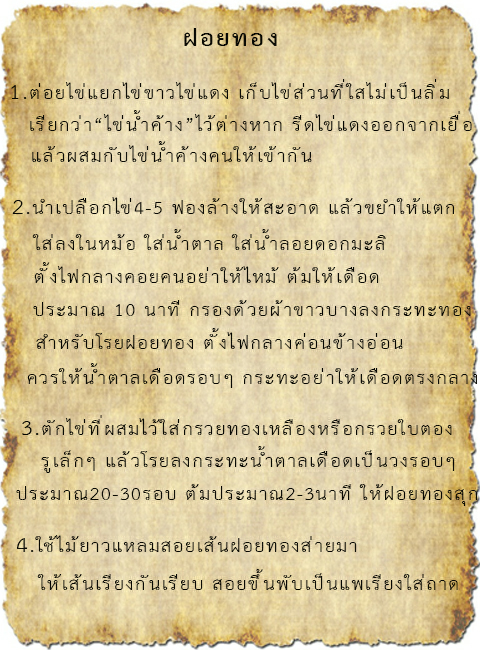 ฝอยทอง
1.ต่อยไข่แยกไข่ขาวไข่แดง เก็บไข่ส่วนที่ใสไม่เป็นลิ่ม
เรียกว่า“ไข่น้ำค้าง”ไว้ต่างหาก รีดไข่แดงออกจากเยื่อ
แล้วผสมกับไข่น้ำค้างคนให้เข้ากัน
2.นำเปลือกไข่4-5 ฟองล้างให้สะอาด แล้วขยำให้แตก
ใส่ลงในหม้อ ใส่น้ำตาล ใส่น้ำลอยดอกมะลิ
ตั้งไฟกลางคอยคนอย่าให้ไหม้ ต้มให้เดือด
ประมาณ 10 นาที กรองด้วยผ้าขาวบางลงกระทะทอง
สำหรับโรยฝอยทอง ตั้งไฟกลางค่อนข้างอ่อน
ควรให้น้ำตาลเดือดรอบๆ กระทะอย่าให้เดือดตรงกลาง
3.ตักไข่ที่ผสมไว้ใส่กรวยทองเหลืองหรือกรวยใบตอง
รูเล็กๆ แล้วโรยลงกระทะน้ำตาลเดือดเป็นวงรอบๆ
ประมาณ20-30รอบ ต้มประมาณ2-3นาที ให้ฝอยทองสุก
4.ใช้ไม้ยาวแหลมสอยเส้นฝอยทองส่ายมา
ให้เส้นเรียงกันเรียบ สอยขึ้นพับเป็นแพเรียงใส่ถาด